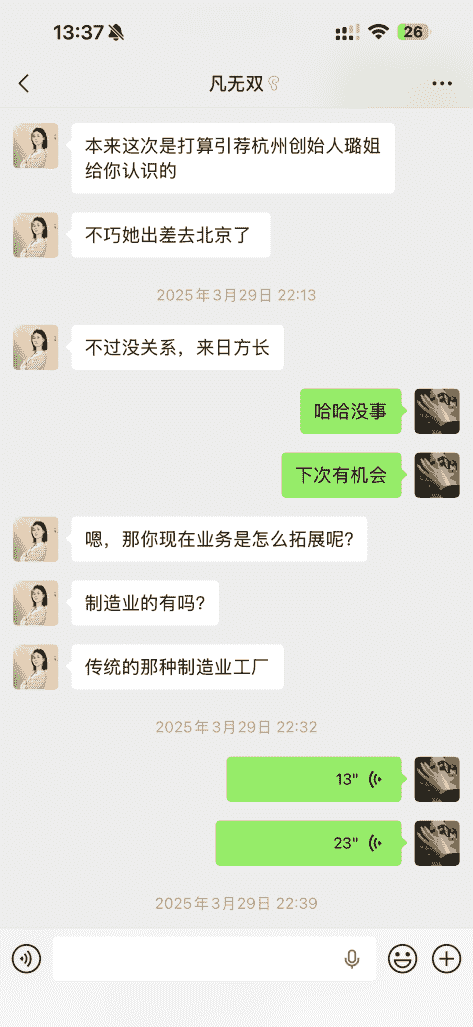 13:37
26
凡无双
本来这次是打算引荐杭州创始人璐姐
给你认识的
不巧她出差去北京了
2025年3月29日 22:13
不过没关系，来日方长
哈哈没事
下次有机会
嗯，那你现在业务是怎么拓展呢？
制造业的有吗？
传统的那种制造业工厂
2025年3月29日 22:32
13"
23"
2025年3月29日 22:39